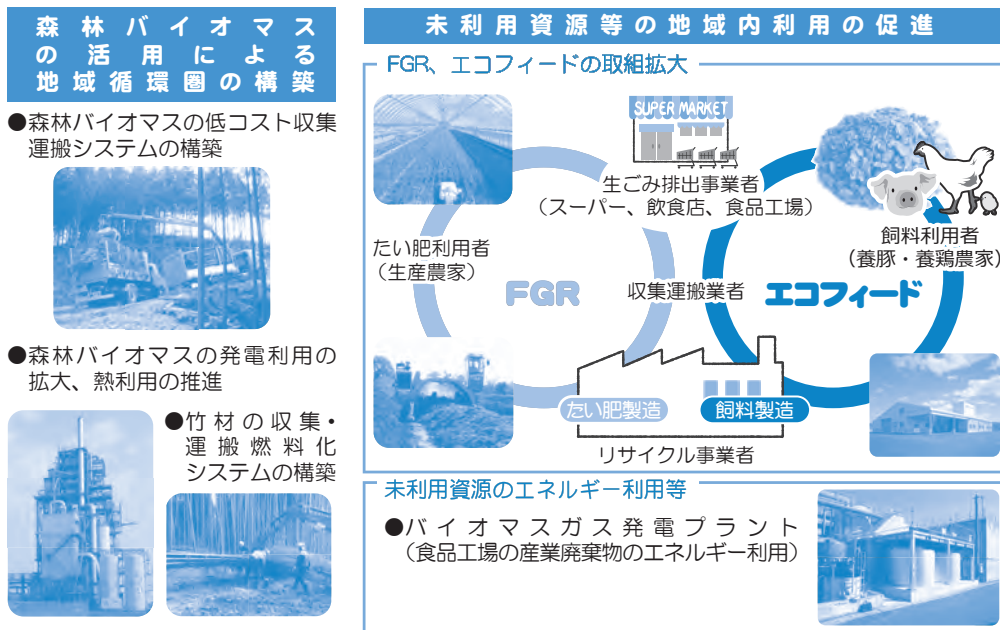 森林バイオマス
の活用による
地域循環圏の構築
●森林バイオマスの低コスト収集
運搬システムの構築
●森林バイオマスの発電利用の
拡大、熱利用の推進
●竹材の収集・
運搬燃料化
システムの構築
未利用資源等の地域内利用の促進
FGR、エコフィードの取組拡大
SUPER MARKET
生ごみ排出事業者
（スーパー、飲食店、食品工場）
たい肥利用者
（生産農家）
飼料利用者
（養豚・養鶏農家）
FGR
収集運搬業者
エコフィード
たい肥製造
飼料製造
リサイクル事業者
未利用資源のエネルギー利用等
●バイオマスガス発電プラント
（食品工場の産業廃棄物のエネルギー利用）